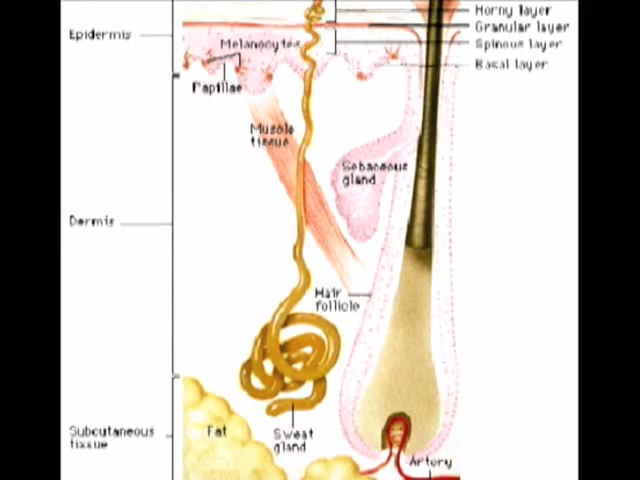 Horny layer
Granular layer
Epidermis
Melanocytes
Spinous layer
Basal layer
Papillae
Muscle
tissue
Sebaceous
gland
Dermis
Hair
follicle
Subcutaneous
tissue
Fat
Sweat
gland
Artery